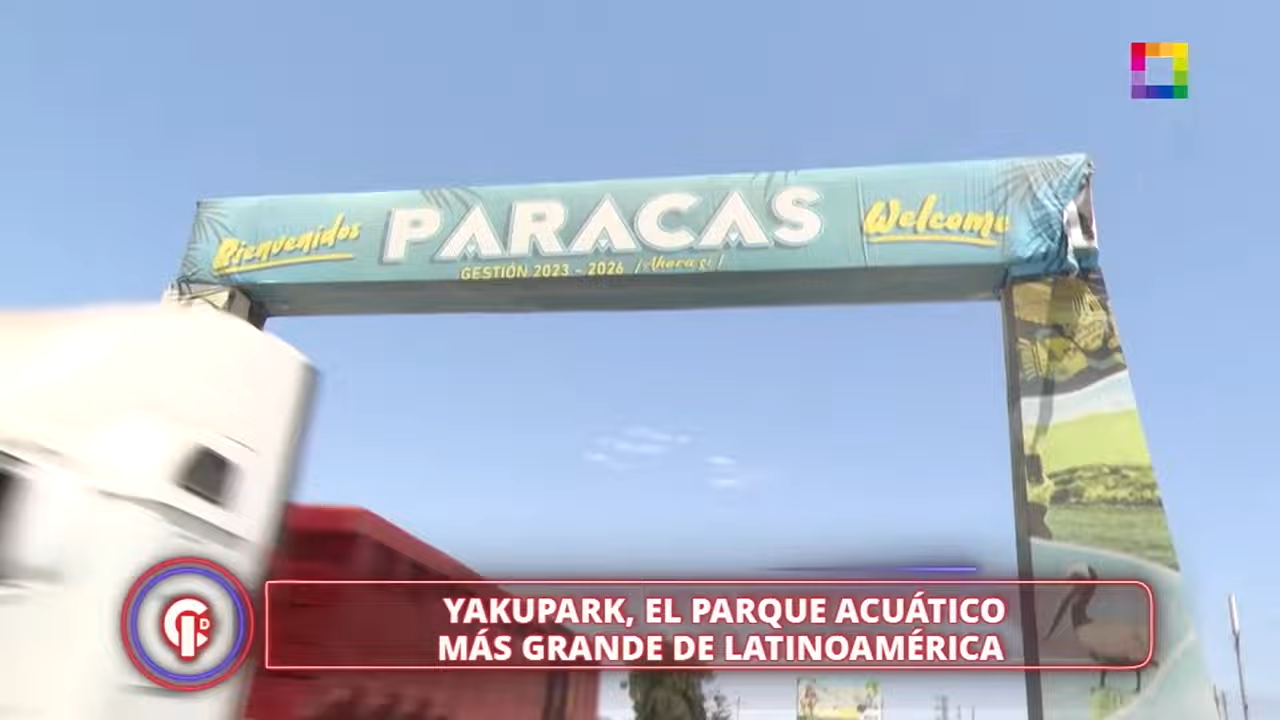 Bienvenidos
PARACAS
Welcome
GESTIÓN 2023 - 2026 / Ahora sí /
YAKUPARK, EL PARQUE ACUÁTICO
MÁS GRANDE DE LATINOAMÉRICA